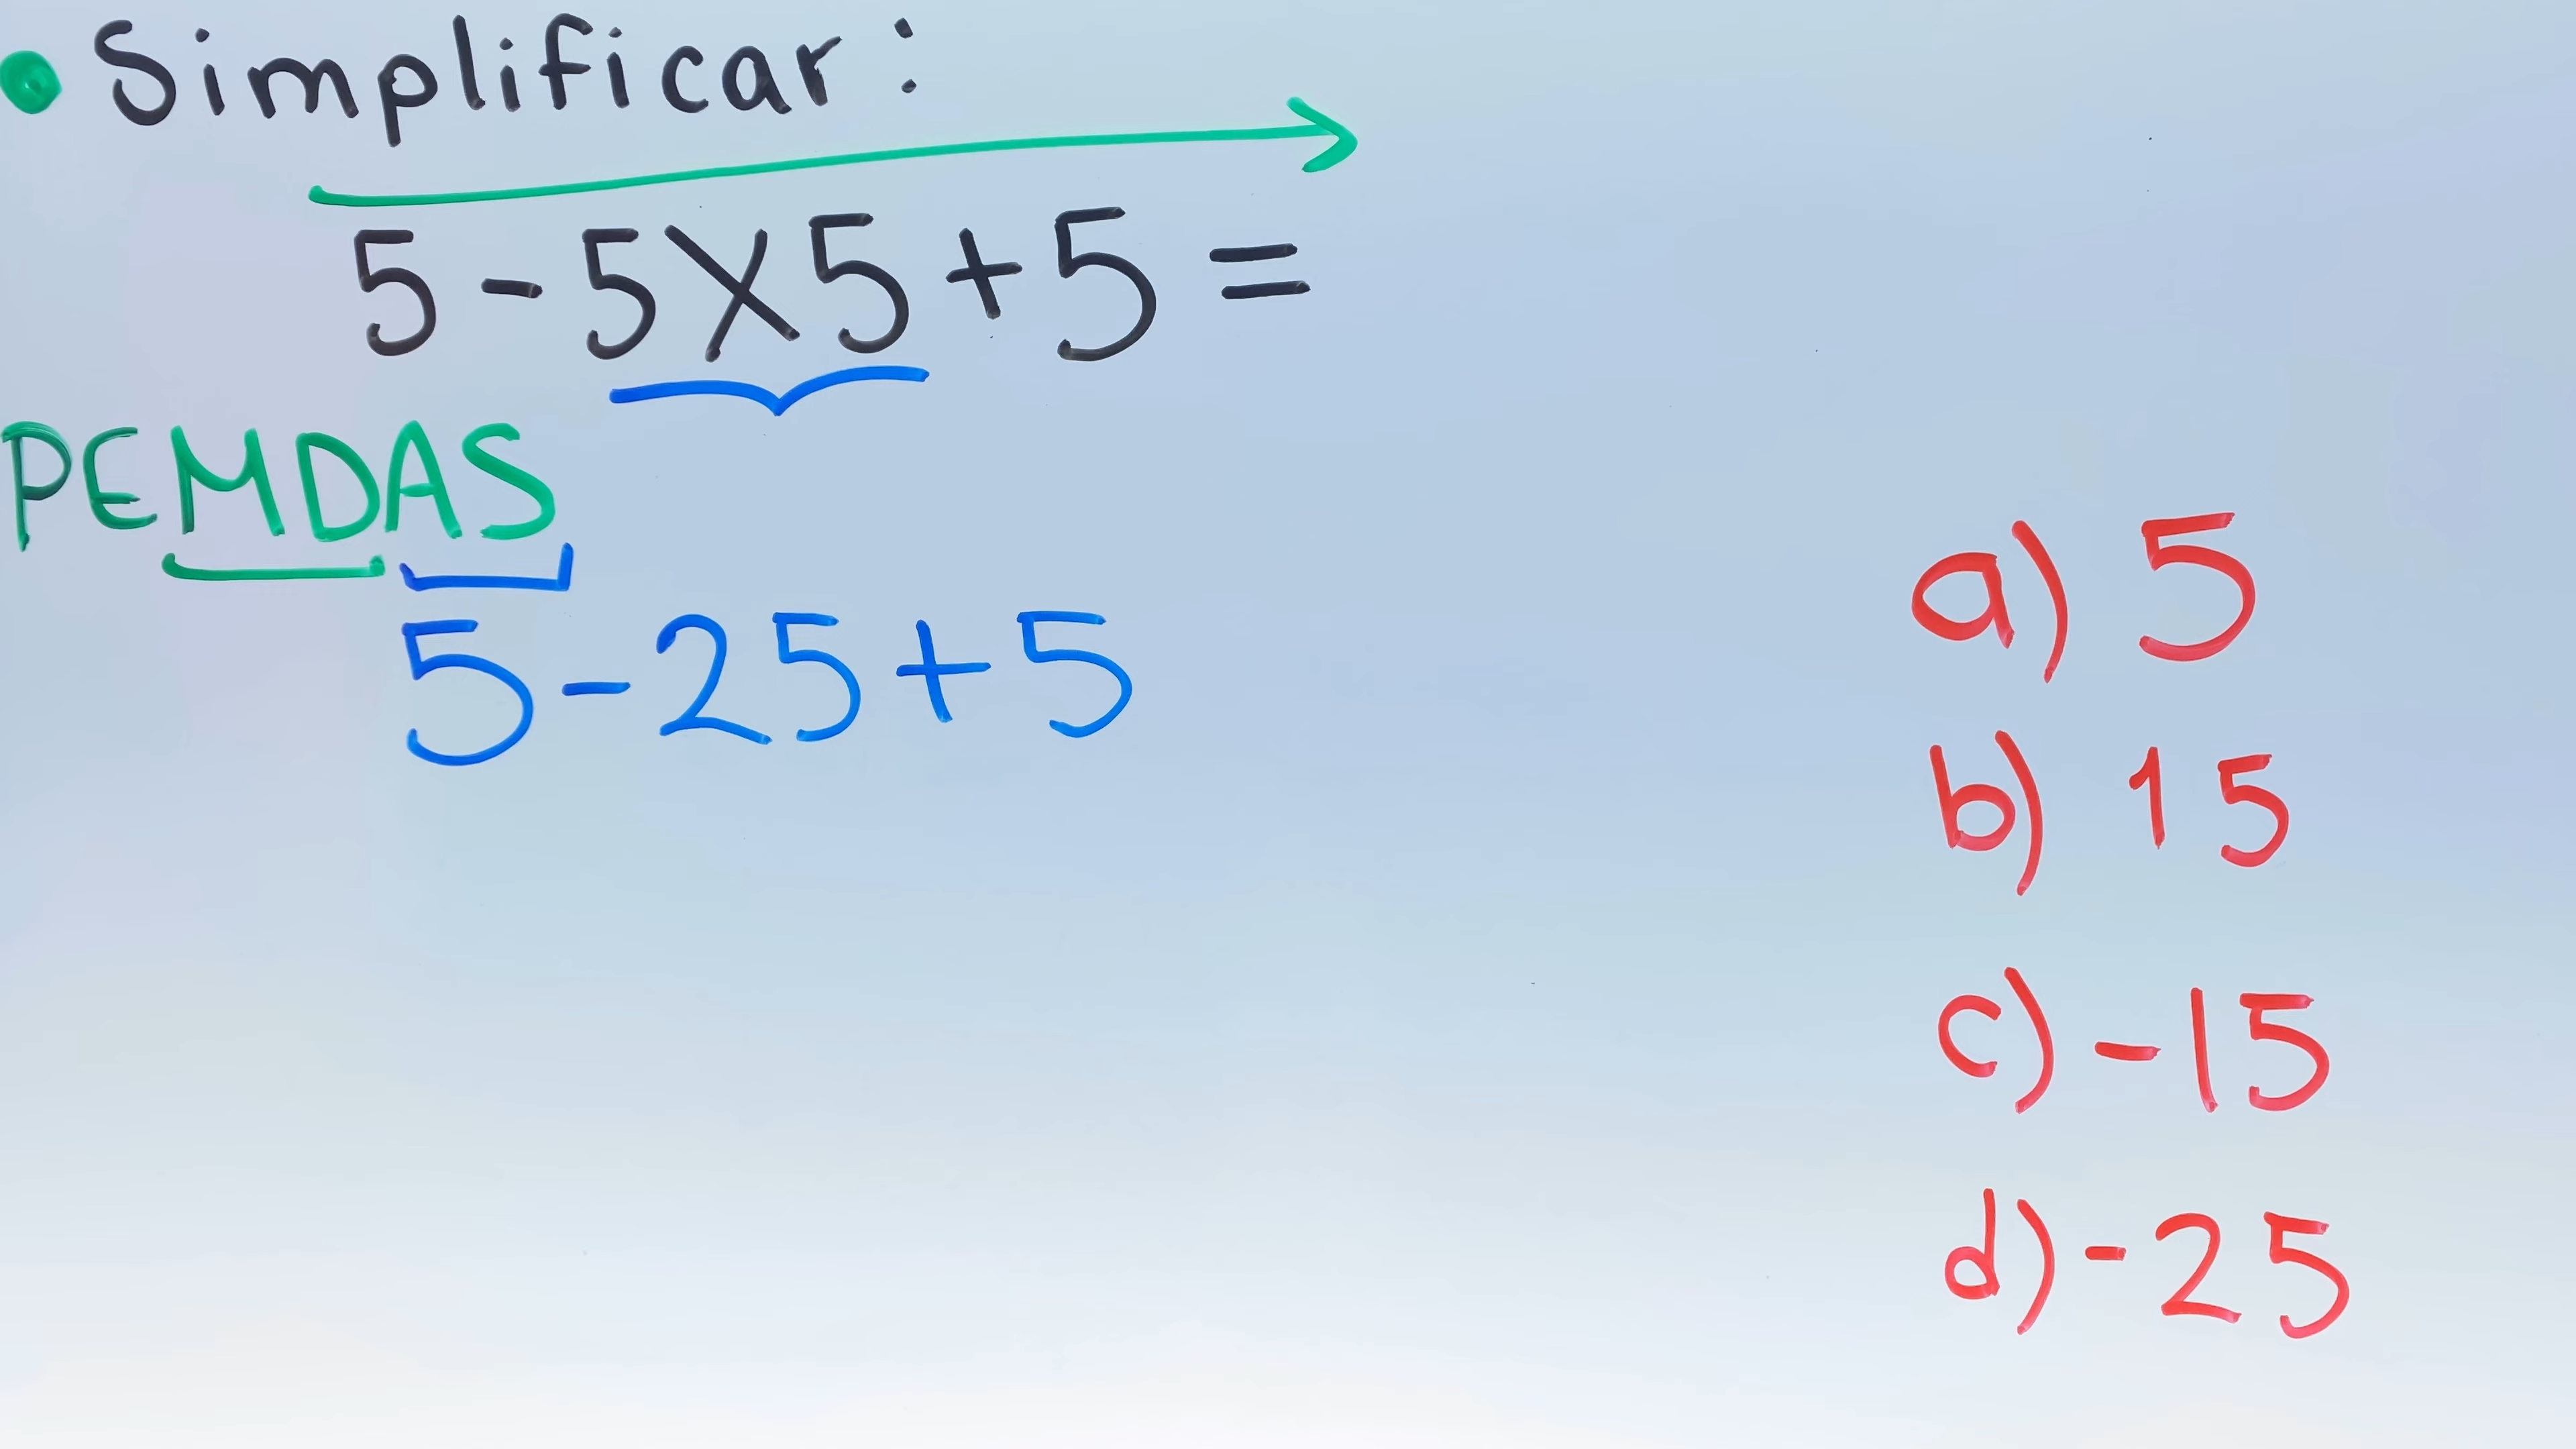 • Simplificar:
5-5X5+5=
PEMDAS
5-25+5
a) 5
b) 15
c) -15
d) -25